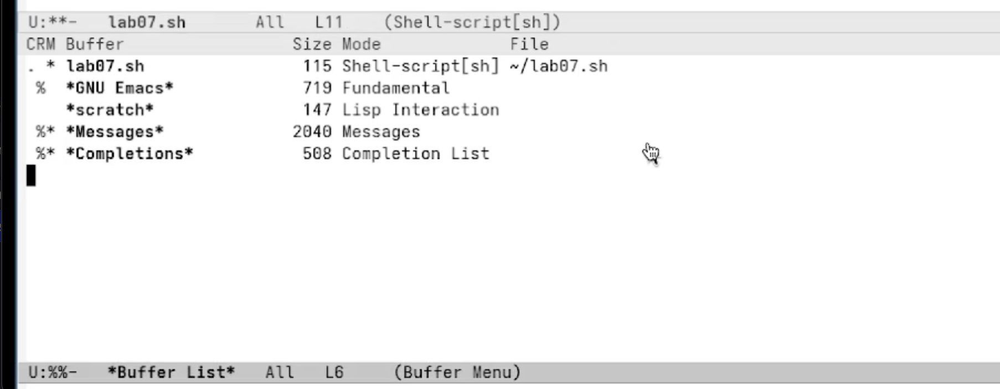 U:**-   lab07.sh       All   L11    (Shell-script[sh])
CRM Buffer                 Size Mode             File
. * lab07.sh                115 Shell-script[sh] ~/lab07.sh
 %  *GNU Emacs*             719 Fundamental
    *scratch*               147 Lisp Interaction
 %* *Messages*             2040 Messages
 %* *Completions*           508 Completion List
U:%%-   *Buffer List*   All   L6     (Buffer Menu)